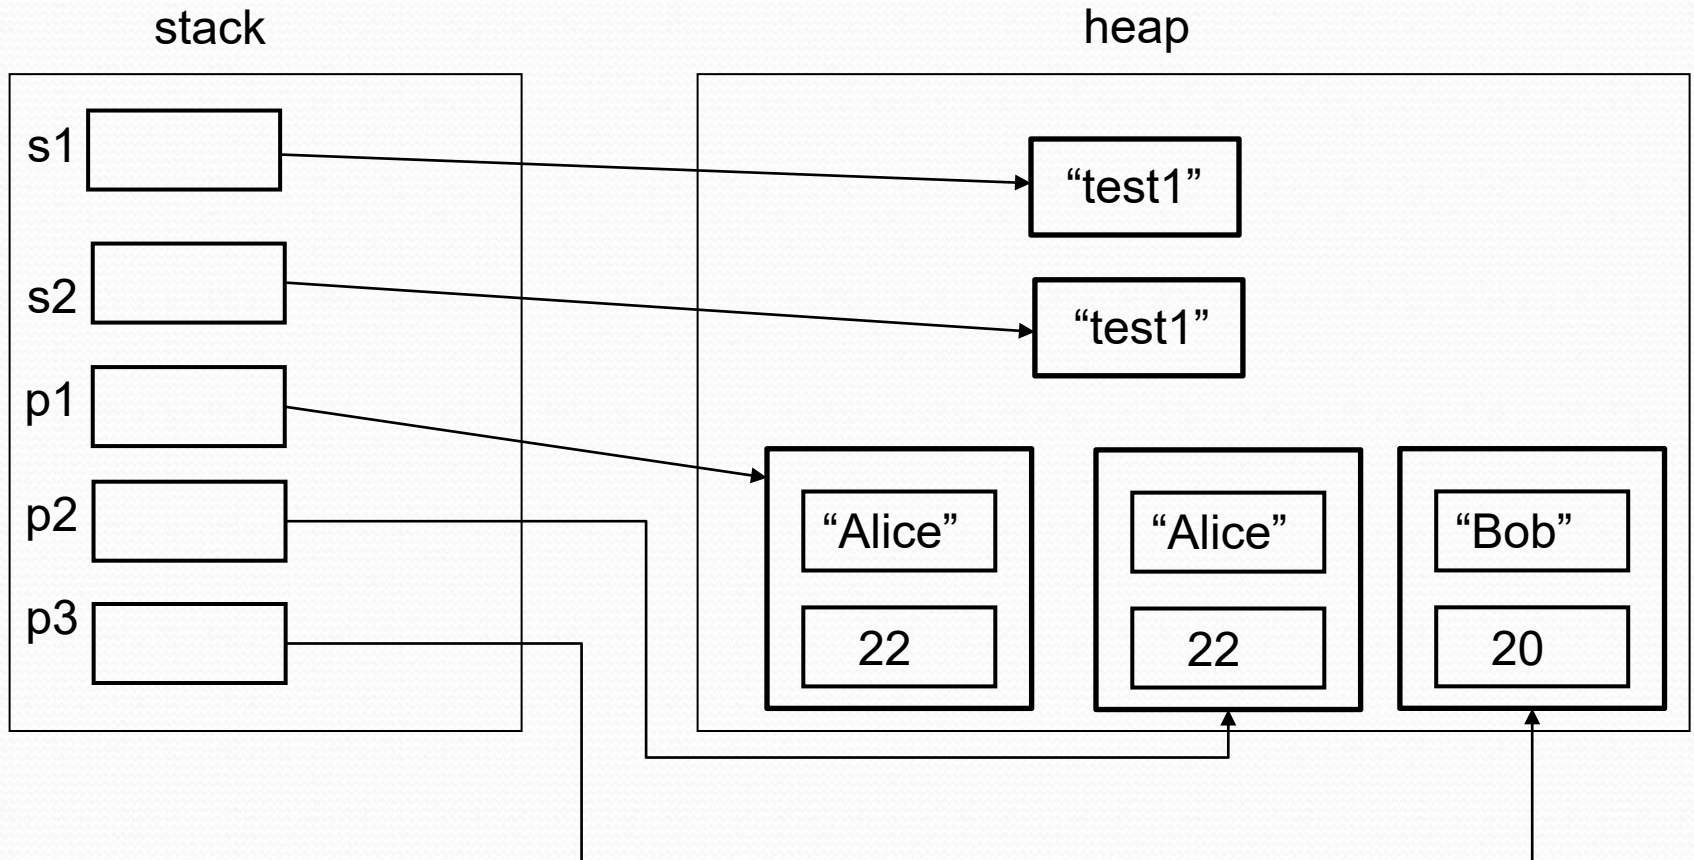 stack
heap
s1
“test1”
s2
“test1”
p1
p2
p3
“Alice”
22
“Alice”
22
“Bob”
20